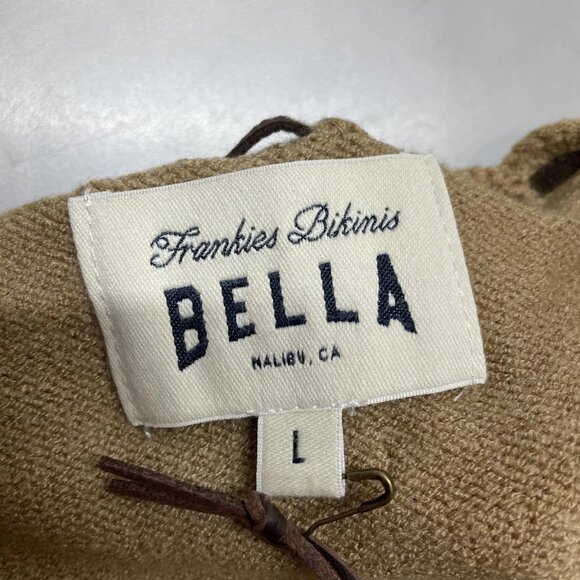 Frankies Bikinis
BELLA
MALIBU, CA
L